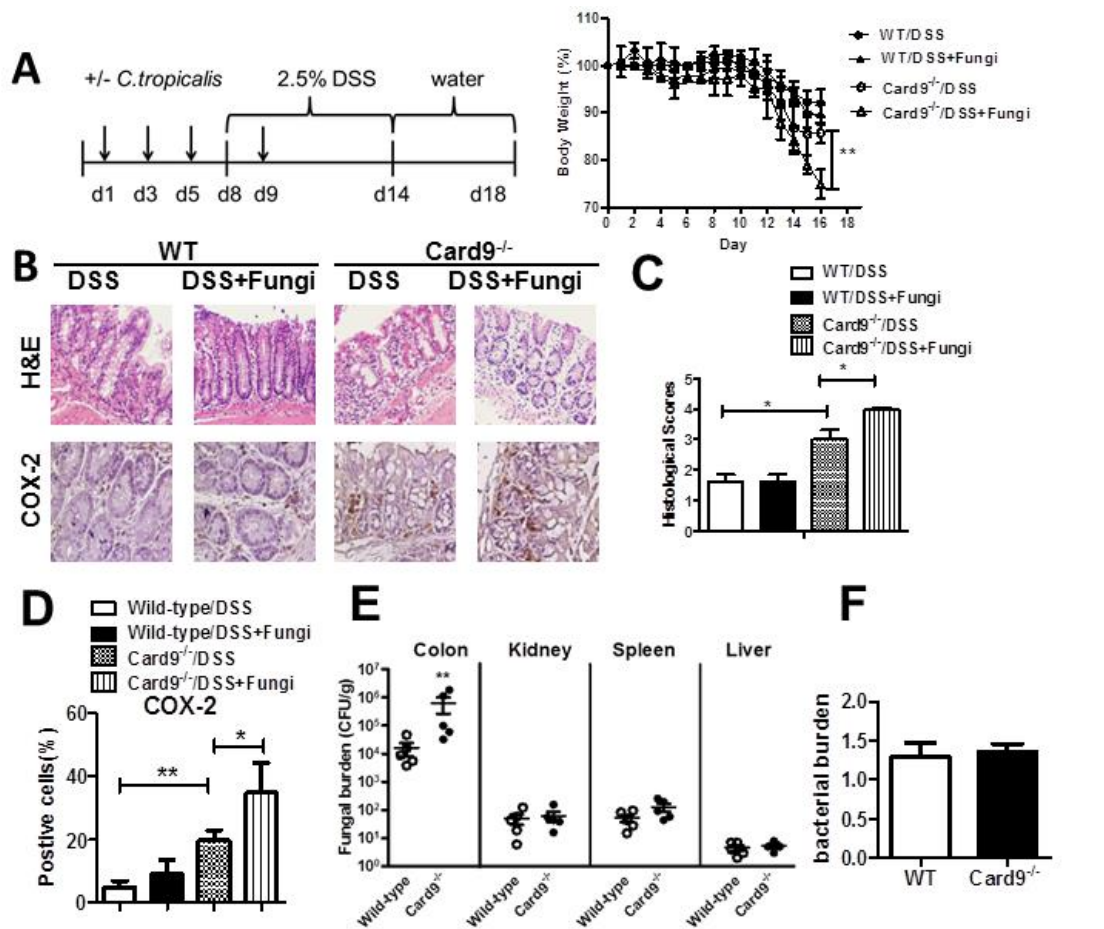 A
+/- C.tropicalis
2.5% DSS
water
d1 d3 d5 d8 d9 d14 d18
Body Weight (%)
110
100
90
80
70
0 2 4 6 8 10 12 14 16 18
Day
WT/DSS
WT/DSS+Fungi
Card9-/-/DSS
Card9-/-/DSS+Fungi
**
B
WT
Card9-/-
DSS DSS+Fungi DSS DSS+Fungi
H&E
COX-2
C
WT/DSS
WT/DSS+Fungi
Card9-/-/DSS
Card9-/-/DSS+Fungi
Histological Scores
5
4
3
2
1
0
*
*
D
Wild-type/DSS
Wild-type/DSS+Fungi
Card9-/-/DSS
Card9-/-/DSS+Fungi
COX-2
Postive cells(%)
60
40
20
0
**
*
E
Colon Kidney Spleen Liver
Fungal burden (CFU/g)
10⁷
10⁶
10⁵
10⁴
10³
10²
10¹
10⁰
**
Wild-type Card9-/- Wild-type Card9-/- Wild-type Card9-/- Wild-type Card9-/-
F
bacterial burden
2.0
1.5
1.0
0.5
0.0
WT Card9-/-